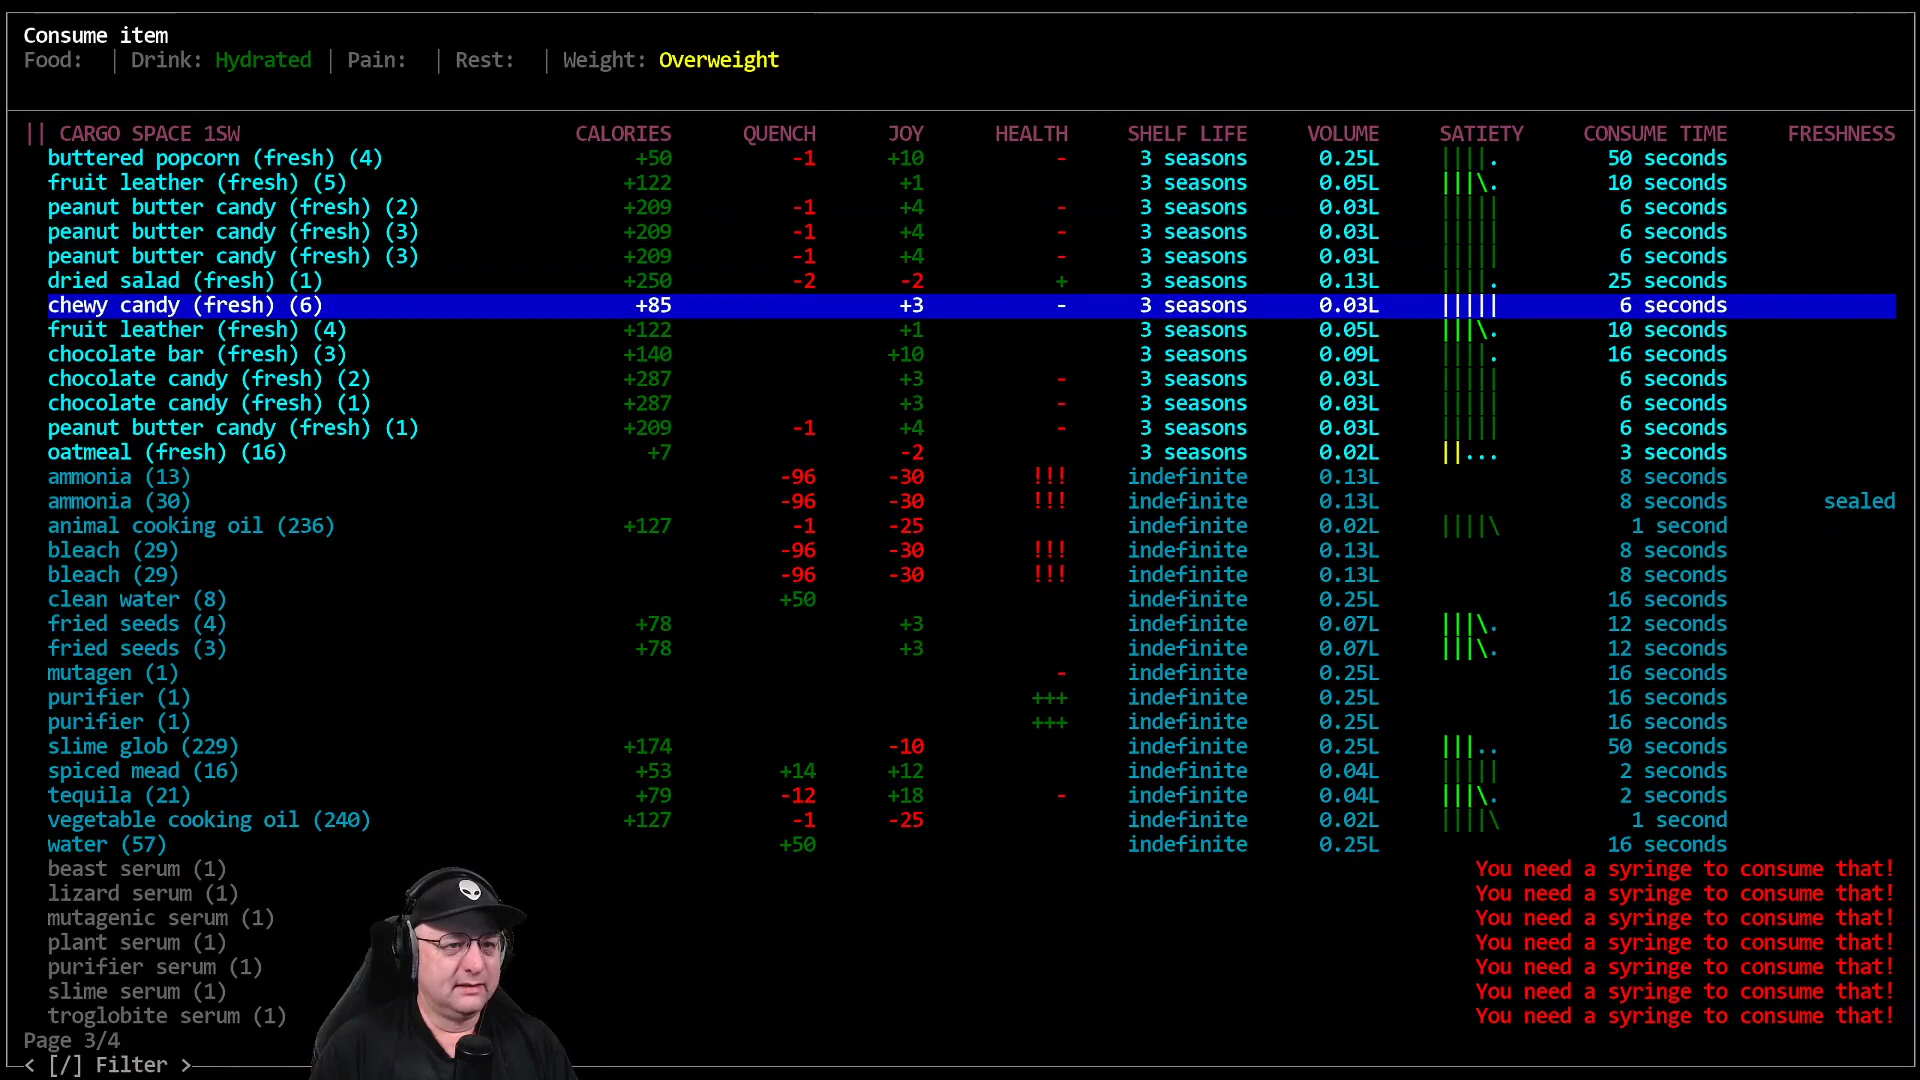 Consume item
Food: | Drink: Hydrated | Pain: | Rest: | Weight: Overweight
|| CARGO SPACE 1SW CALORIES QUENCH JOY HEALTH SHELF LIFE VOLUME SATIETY CONSUME TIME FRESHNESS
buttered popcorn (fresh) (4) +50 -1 +10 - 3 seasons 0.25L ||||. 50 seconds
fruit leather (fresh) (5) +122 +1 3 seasons 0.05L |||\. 10 seconds
peanut butter candy (fresh) (2) +209 -1 +4 - 3 seasons 0.03L ||||| 6 seconds
peanut butter candy (fresh) (3) +209 -1 +4 - 3 seasons 0.03L ||||| 6 seconds
peanut butter candy (fresh) (3) +209 -1 +4 - 3 seasons 0.03L ||||| 6 seconds
dried salad (fresh) (1) +250 -2 -2 + 3 seasons 0.13L ||||. 25 seconds
chewy candy (fresh) (6) +85 +3 - 3 seasons 0.03L ||||| 6 seconds
fruit leather (fresh) (4) +122 +1 3 seasons 0.05L |||\. 10 seconds
chocolate bar (fresh) (3) +140 +10 3 seasons 0.09L ||||. 16 seconds
chocolate candy (fresh) (2) +287 +3 - 3 seasons 0.03L ||||| 6 seconds
chocolate candy (fresh) (1) +287 +3 - 3 seasons 0.03L ||||| 6 seconds
peanut butter candy (fresh) (1) +209 -1 +4 - 3 seasons 0.03L ||||| 6 seconds
oatmeal (fresh) (16) +7 -2 3 seasons 0.02L ||... 3 seconds
ammonia (13) -96 -30 !!! indefinite 0.13L 8 seconds
ammonia (30) -96 -30 !!! indefinite 0.13L 8 seconds sealed
animal cooking oil (236) +127 -1 -25 indefinite 0.02L ||||\ 1 second
bleach (29) -96 -30 !!! indefinite 0.13L 8 seconds
bleach (29) -96 -30 !!! indefinite 0.13L 8 seconds
clean water (8) +50 indefinite 0.25L 16 seconds
fried seeds (4) +78 +3 indefinite 0.07L |||\. 12 seconds
fried seeds (3) +78 +3 indefinite 0.07L |||\. 12 seconds
mutagen (1) - indefinite 0.25L 16 seconds
purifier (1) +++ indefinite 0.25L 16 seconds
purifier (1) +++ indefinite 0.25L 16 seconds
slime glob (229) +174 -10 indefinite 0.25L |||.. 50 seconds
spiced mead (16) +53 +14 +12 indefinite 0.04L ||||| 2 seconds
tequila (21) +79 -12 +18 - indefinite 0.04L |||\. 2 seconds
vegetable cooking oil (240) +127 -1 -25 indefinite 0.02L ||||\ 1 second
water (57) +50 indefinite 0.25L 16 seconds
beast serum (1) You need a syringe to consume that!
lizard serum (1) You need a syringe to consume that!
mutagenic serum (1) You need a syringe to consume that!
plant serum (1) You need a syringe to consume that!
purifier serum (1) You need a syringe to consume that!
slime serum (1) You need a syringe to consume that!
troglobite serum (1) You need a syringe to consume that!
Page 3/4
< [/] Filter >